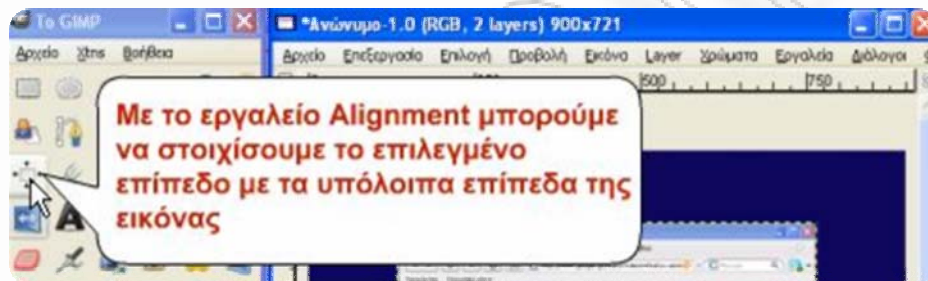 Το GIMP
*Ανώνυμο-1.0 (RGB, 2 layers) 900x721
Αρχείο Xtns Βοήθεια
Αρχείο Επεξεργασία Επιλογή Προβολή Εικόνα Layer Χρώματα Εργαλεία Διάλογοι
500 750
Με το εργαλείο Alignment μπορούμε
να στοιχίσουμε το επιλεγμένο
επίπεδο με τα υπόλοιπα επίπεδα της
εικόνας